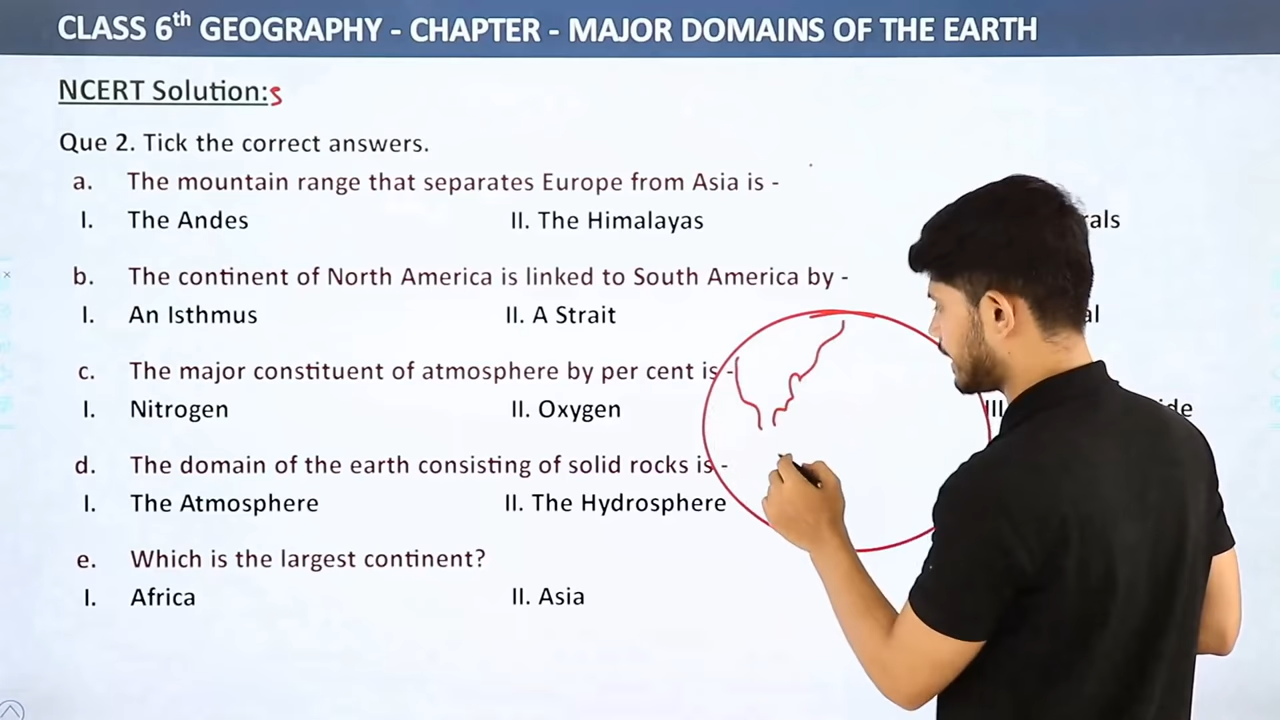 CLASS 6th GEOGRAPHY - CHAPTER - MAJOR DOMAINS OF THE EARTH
NCERT Solution:s
Que 2. Tick the correct answers.
a. The mountain range that separates Europe from Asia is -
I. The Andes II. The Himalayas
b. The continent of North America is linked to South America by -
I. An Isthmus II. A Strait
c. The major constituent of atmosphere by per cent is -
I. Nitrogen II. Oxygen III
d. The domain of the earth consisting of solid rocks is -
I. The Atmosphere II. The Hydrosphere
e. Which is the largest continent?
I. Africa II. Asia